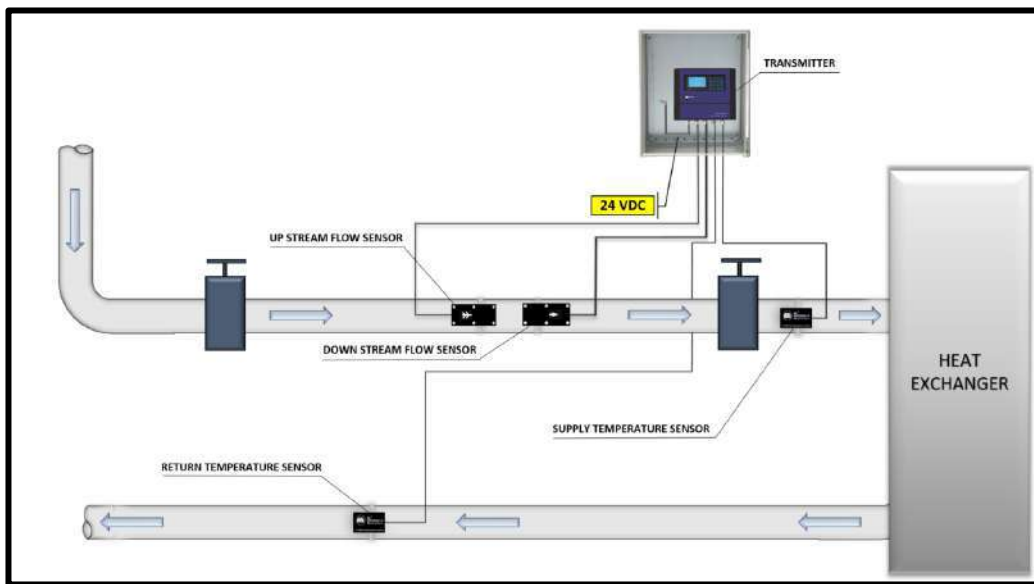 TRANSMITTER
24 VDC
UP STREAM FLOW SENSOR
DOWN STREAM FLOW SENSOR
HEAT
EXCHANGER
SUPPLY TEMPERATURE SENSOR
RETURN TEMPERATURE SENSOR